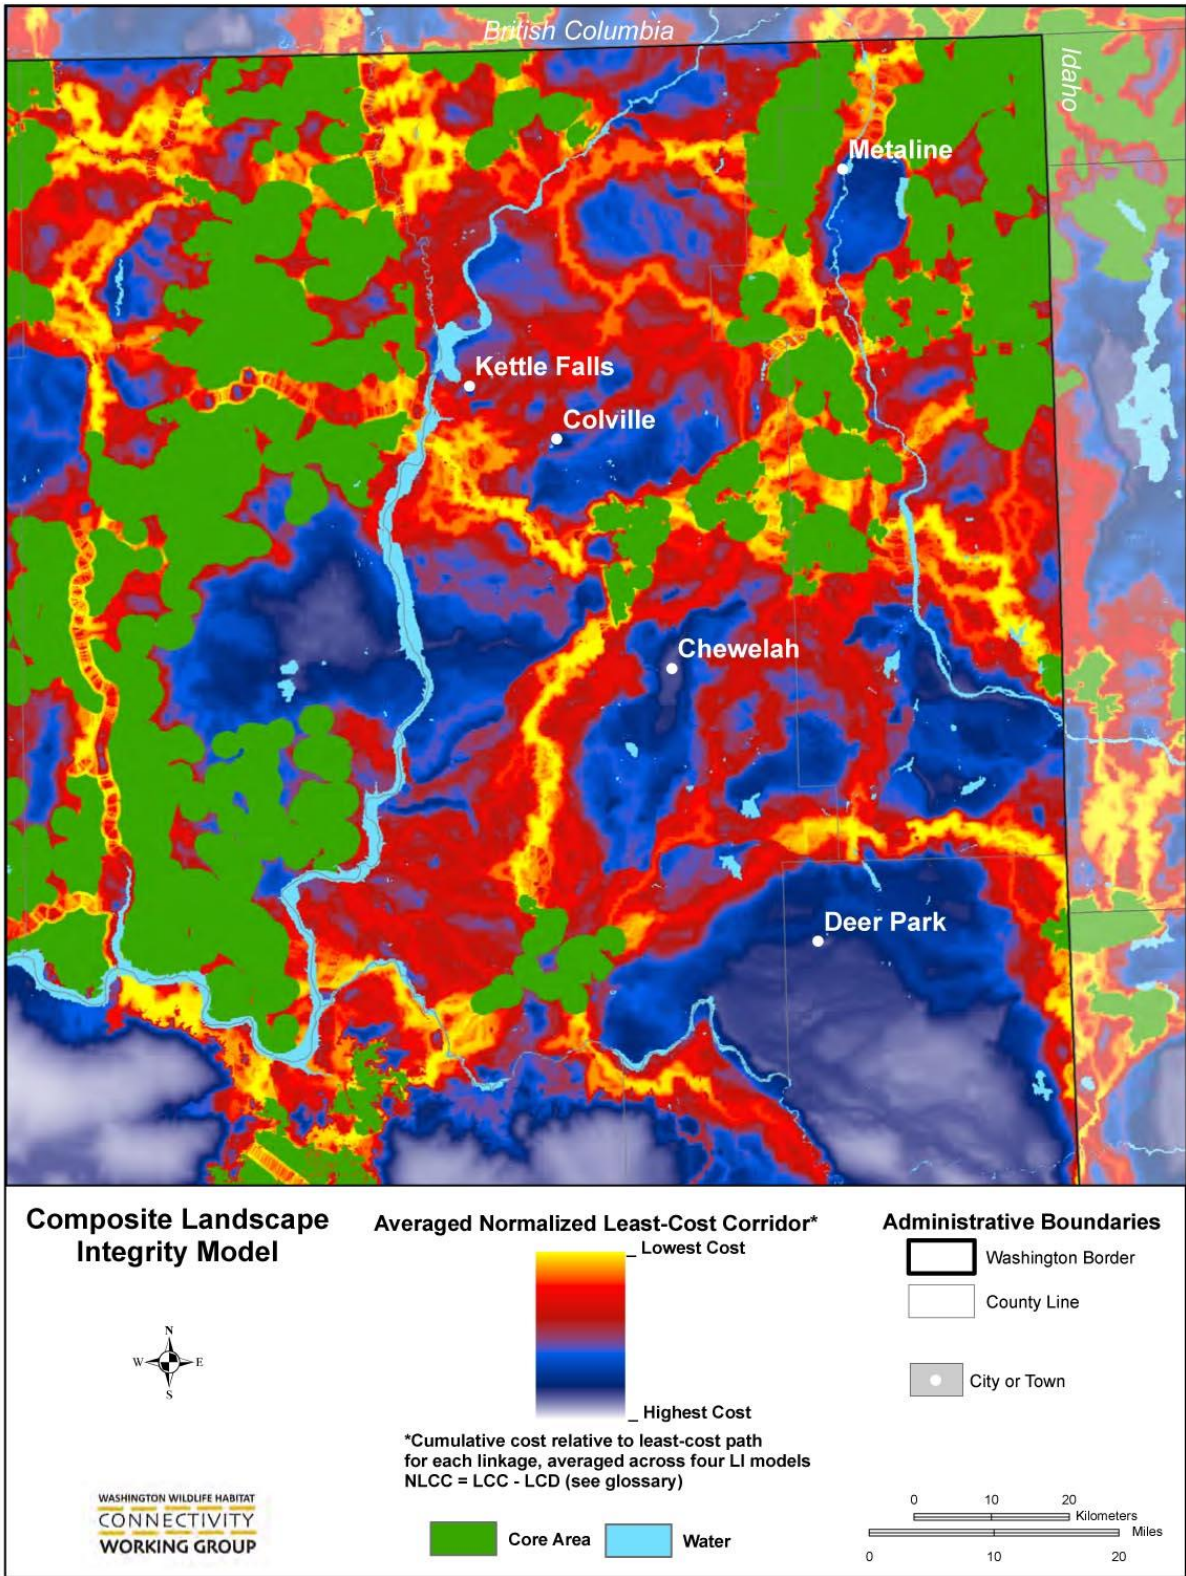 British Columbia
Idaho
Metaline
Kettle Falls
Colville
Chewelah
Deer Park
Composite Landscape
Integrity Model
N
W E
S
WASHINGTON WILDLIFE HABITAT
CONNECTIVITY
WORKING GROUP
Averaged Normalized Least-Cost Corridor*
_ Lowest Cost
_ Highest Cost
*Cumulative cost relative to least-cost path
for each linkage, averaged across four LI models
NLCC = LCC - LCD (see glossary)
Core Area
Water
Administrative Boundaries
Washington Border
County Line
City or Town
0 10 20
Kilometers
Miles
0 10 20